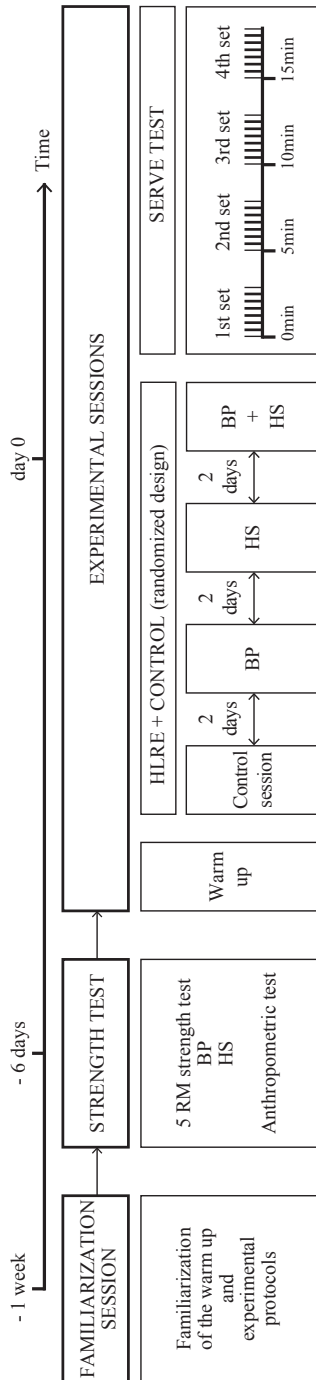 - 1 week
- 6 days
day 0
Time
FAMILIARIZATION
SESSION
STRENGTH TEST
EXPERIMENTAL SESSIONS
Familiarization
of the warm up
and
experimental
protocols
5 RM strength test
BP
HS
Anthropometric test
Warm
up
HLRE + CONTROL (randomized design)
Control
session
2
days
BP
2
days
HS
2
days
BP
+
HS
SERVE TEST
1st set
2nd set
3rd set
4th set
0min
5min
10min
15min